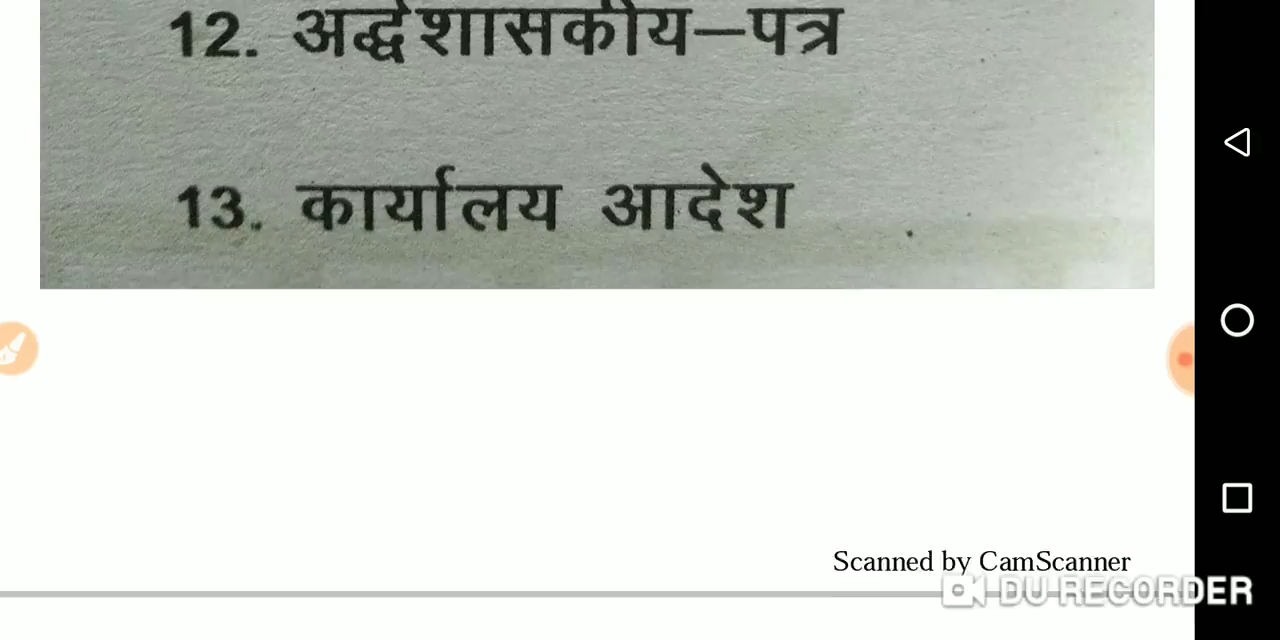 12. अर्द्धशासकीय–पत्र
13. कार्यालय आदेश
Scanned by CamScanner
DU RECORDER